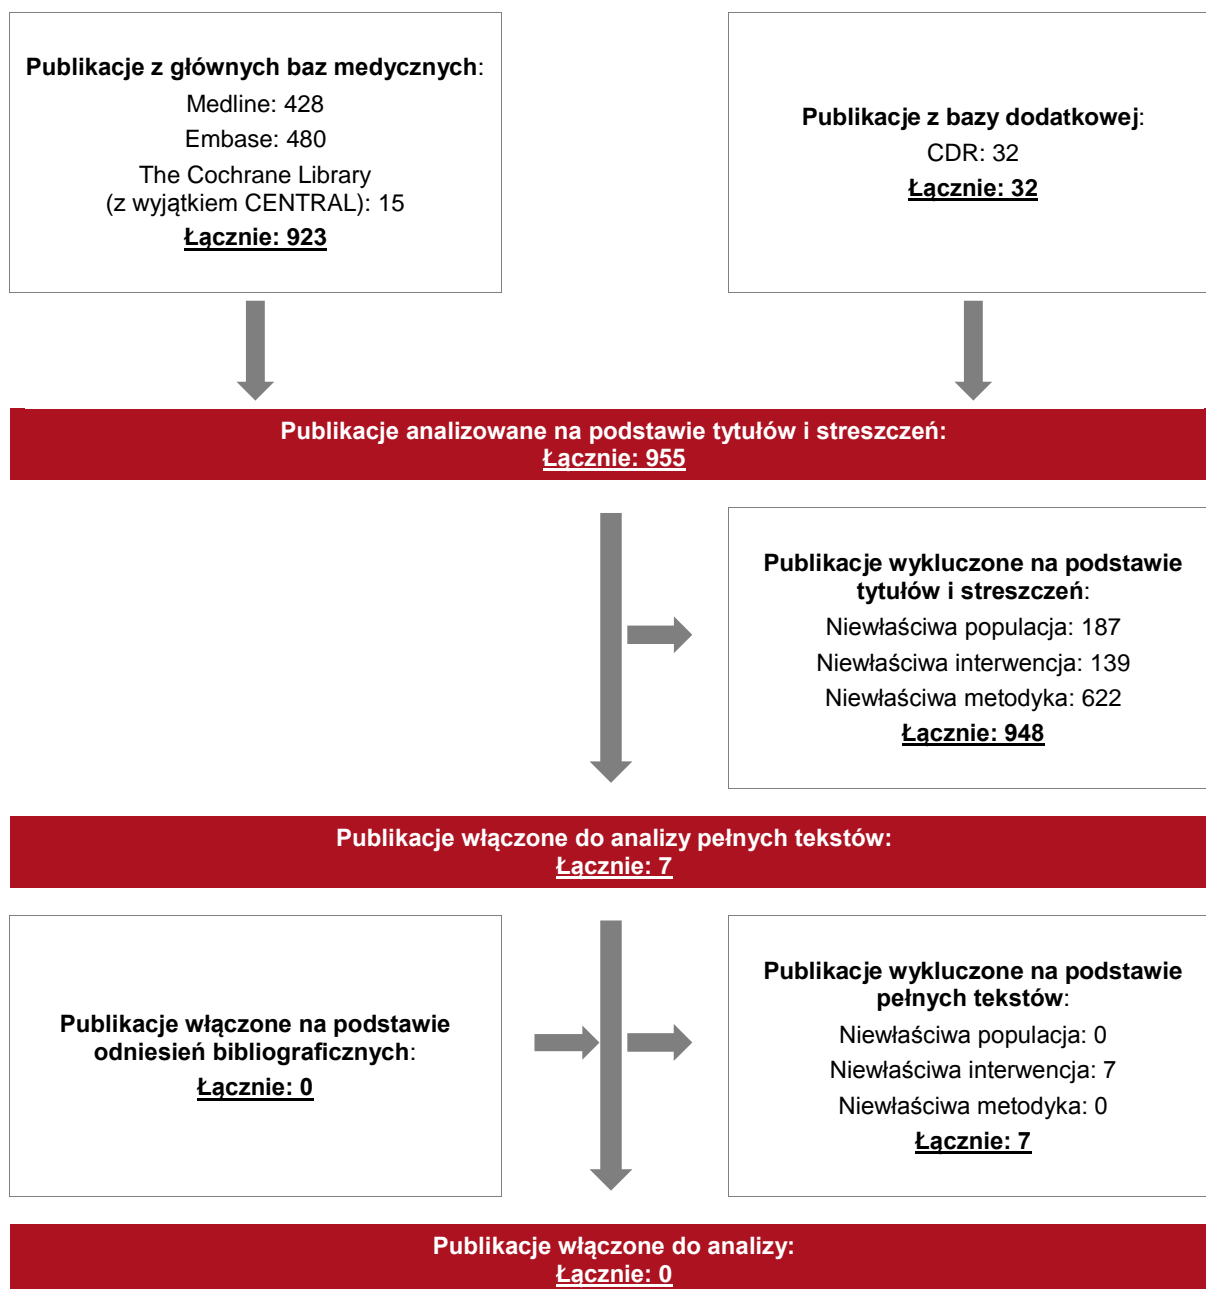 Publikacje z głównych baz medycznych:
Medline: 428
Embase: 480
The Cochrane Library
(z wyjątkiem CENTRAL): 15
Łącznie: 923
Publikacje z bazy dodatkowej:
CDR: 32
Łącznie: 32
Publikacje analizowane na podstawie tytułów i streszczeń:
Łącznie: 955
Publikacje wykluczone na podstawie
tytułów i streszczeń:
Niewłaściwa populacja: 187
Niewłaściwa interwencja: 139
Niewłaściwa metodyka: 622
Łącznie: 948
Publikacje włączone do analizy pełnych tekstów:
Łącznie: 7
Publikacje włączone na podstawie
odniesień bibliograficznych:
Łącznie: 0
Publikacje wykluczone na podstawie
pełnych tekstów:
Niewłaściwa populacja: 0
Niewłaściwa interwencja: 7
Niewłaściwa metodyka: 0
Łącznie: 7
Publikacje włączone do analizy:
Łącznie: 0